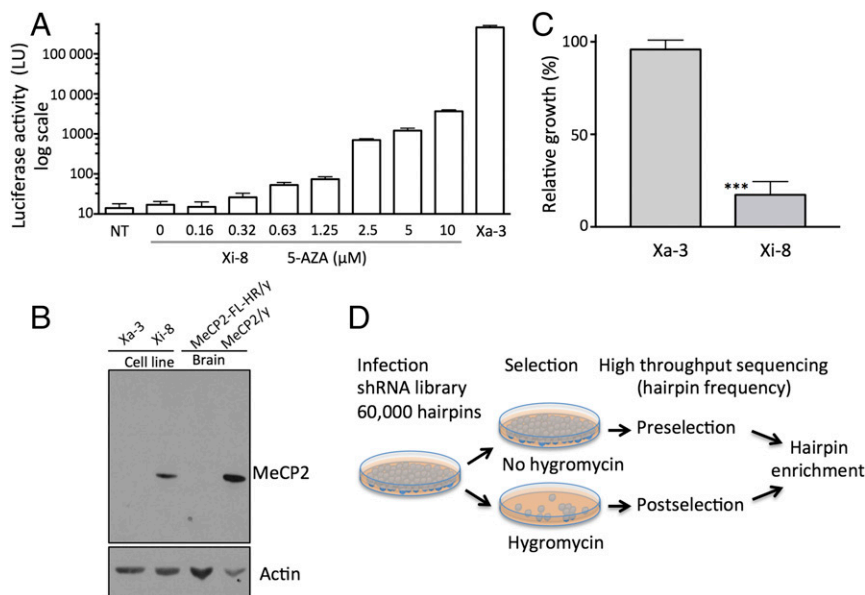 A
Luciferase activity (LU)
log scale
100 000
10 000
1000
100
10
NT
0
0.16
0.32
0.63
1.25
2.5
5
10
Xa-3
Xi-8
5-AZA (µM)
C
Relative growth (%)
100
50
0
***
Xa-3
Xi-8
B
Xa-3
Xi-8
MeCP2-FL-HR/y
MeCP2/y
Cell line
Brain
MeCP2
Actin
D
Infection
shRNA library
60,000 hairpins
Selection
No hygromycin
Hygromycin
High throughput sequencing
(hairpin frequency)
Preselection
Postselection
Hairpin
enrichment